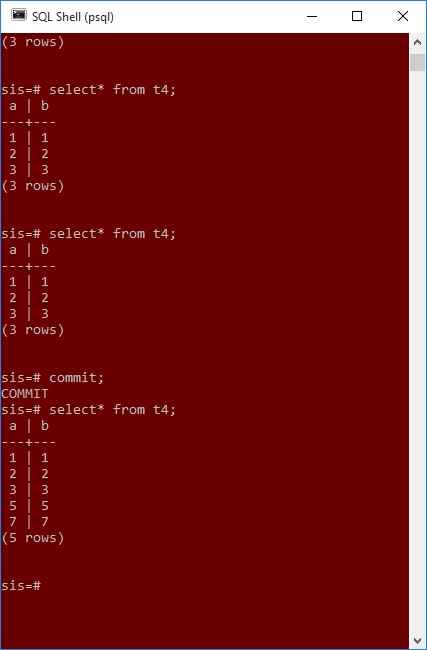 SQL Shell (psql)
(3 rows)
sis=# select* from t4;
 a | b
---+---
 1 | 1
 2 | 2
 3 | 3
(3 rows)
sis=# select* from t4;
 a | b
---+---
 1 | 1
 2 | 2
 3 | 3
(3 rows)
sis=# commit;
COMMIT
sis=# select* from t4;
 a | b
---+---
 1 | 1
 2 | 2
 3 | 3
 5 | 5
 7 | 7
(5 rows)
sis=#